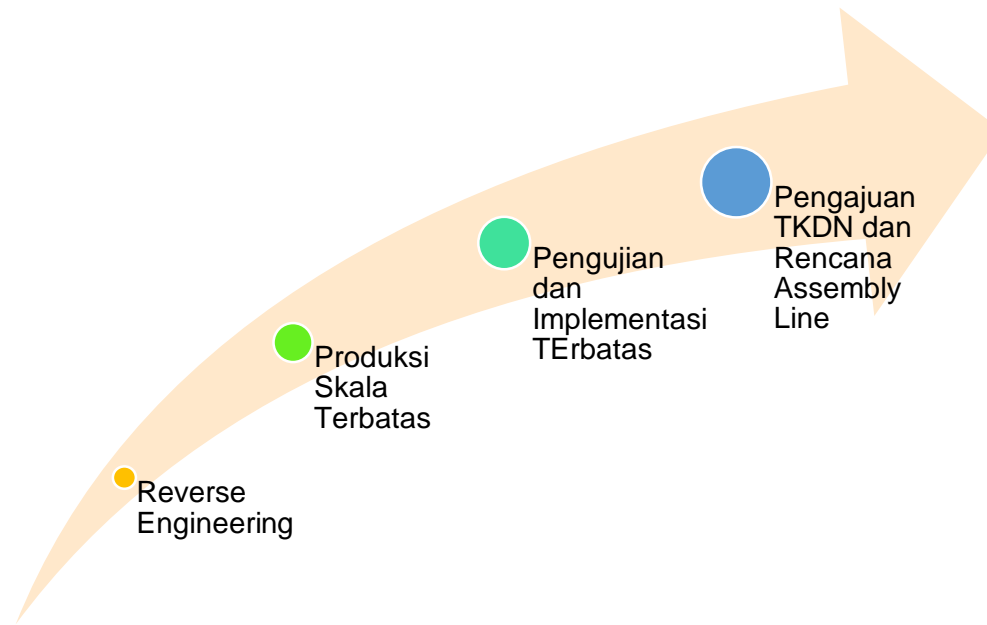 Reverse
Engineering
Produksi
Skala
Terbatas
Pengujian
dan
Implementasi
TErbatas
Pengajuan
TKDN dan
Rencana
Assembly
Line